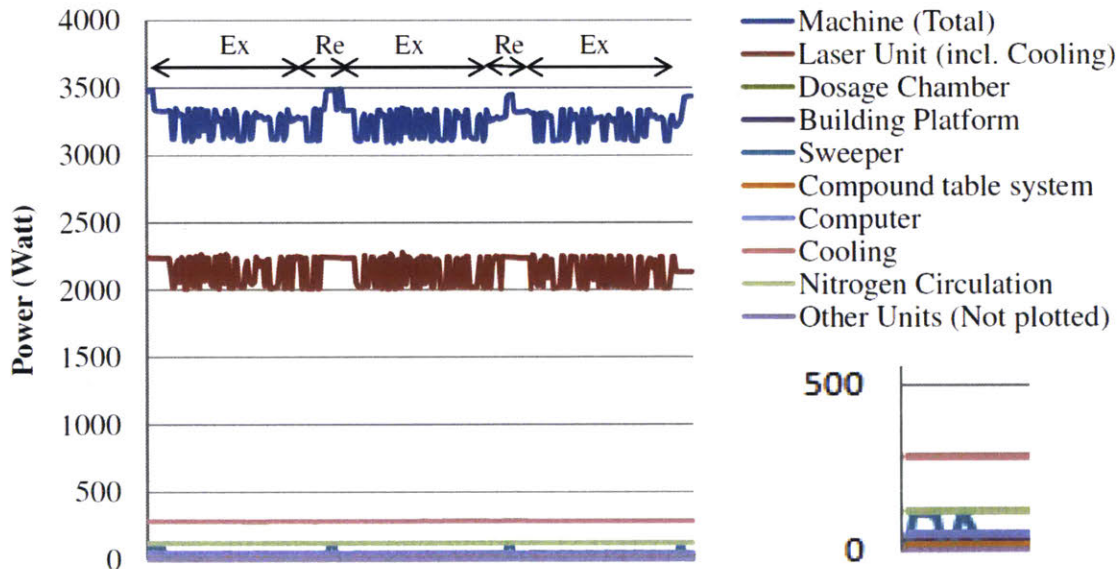 4000
3500
3000
2500
2000
1500
1000
500
0
Power (Watt)
Ex
Re
Ex
Re
Ex
Machine (Total)
Laser Unit (incl. Cooling)
Dosage Chamber
Building Platform
Sweeper
Compound table system
Computer
Cooling
Nitrogen Circulation
Other Units (Not plotted)
500
0